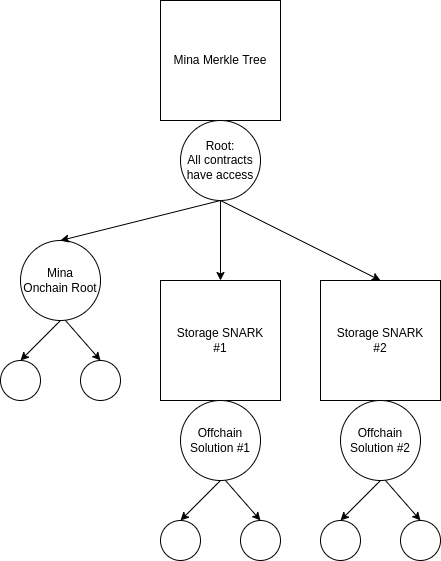 Mina Merkle Tree
Root:
All contracts
have access
Mina
Onchain Root
Storage SNARK
#1
Storage SNARK
#2
Offchain
Solution #1
Offchain
Solution #2